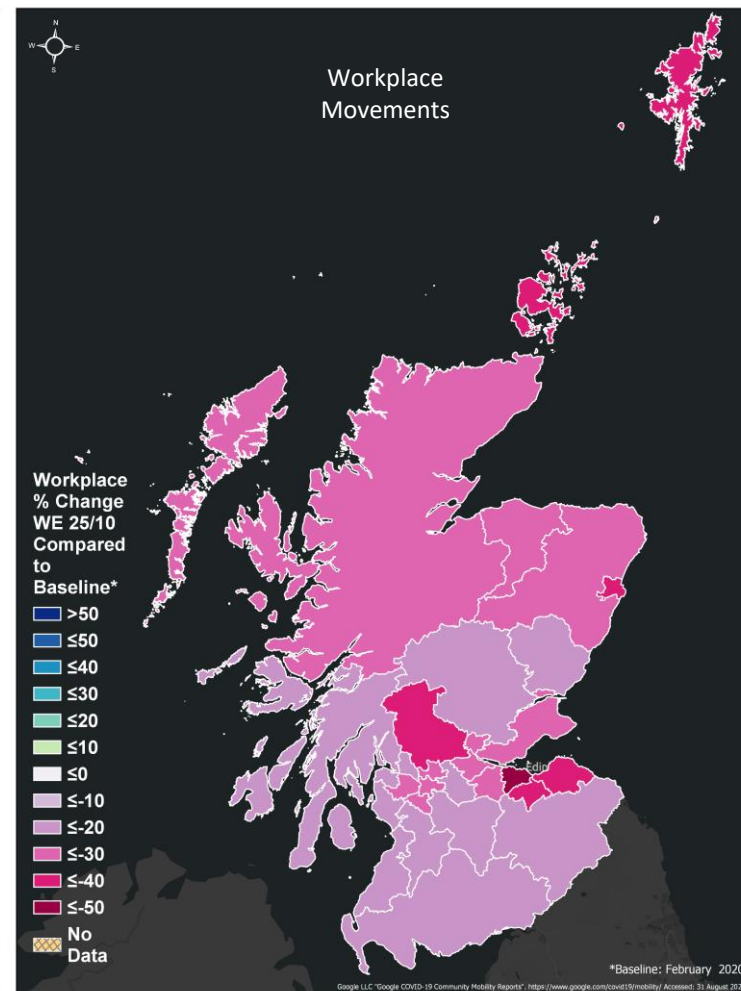 N
W
E
S
Workplace
Movements
Workplace
% Change
WE 25/10
Compared
to
Baseline*
>50
≤50
≤40
≤30
≤20
≤10
≤0
≤-10
≤-20
≤-30
≤-40
≤-50
No
Data
Edin
*Baseline: February 2020
Google LLC "Google COVID-19 Community Mobility Reports". https://www.google.com/covid19/mobility/ Accessed: 31 August 202